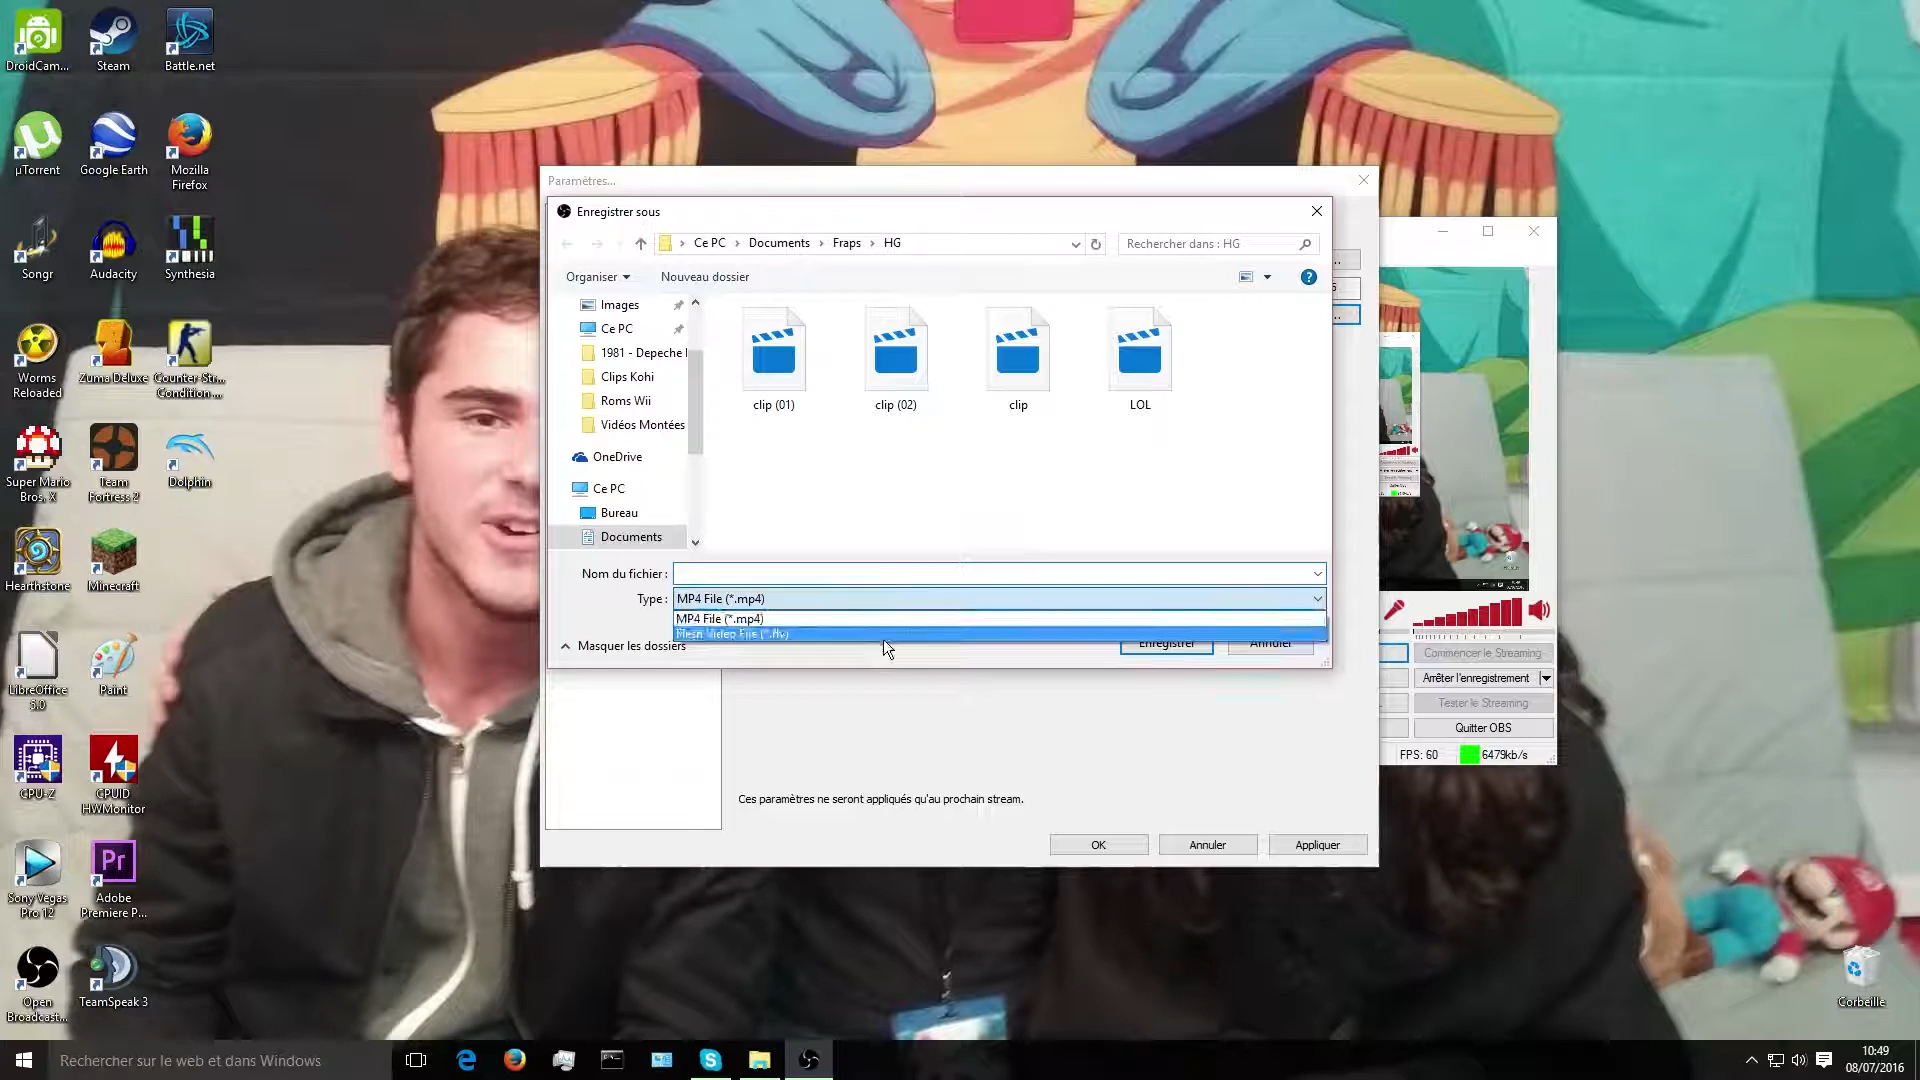 DroidCam...
Steam
Battle.net
µTorrent
Google Earth
Mozilla
Firefox
Songr
Audacity
Synthesia
Worms
Reloaded
Zuma Deluxe
Counter-Str...
Condition ...
Super Mario
Bros. X
Team
Fortress 2
Dolphin
Hearthstone
Minecraft
LibreOffice
5.0
Paint
CPU-Z
CPUID
HWMonitor
Sony Vegas
Pro 12
Pr
Adobe
Premiere P...
Open
Broadcast...
TeamSpeak 3
Paramètres...
Enregistrer sous
Ce PC > Documents > Fraps > HG
Rechercher dans : HG
Organiser
Nouveau dossier
Images
Ce PC
1981 - Depeche
Clips Kohi
Roms Wii
Vidéos Montées
OneDrive
Ce PC
Bureau
Documents
clip (01)
clip (02)
clip
LOL
Nom du fichier :
Type : MP4 File (*.mp4)
MP4 File (*.mp4)
Video File (*.flv)
Masquer les dossiers
Enregistrer
Annuler
Commencer le Streaming
Arrêter l'enregistrement
Tester le Streaming
Quitter OBS
FPS: 60
6479kb/s
Ces paramètres ne seront appliqués qu'au prochain stream.
OK
Annuler
Appliquer
Corbeille
Rechercher sur le web et dans Windows
10:49
08/07/2016